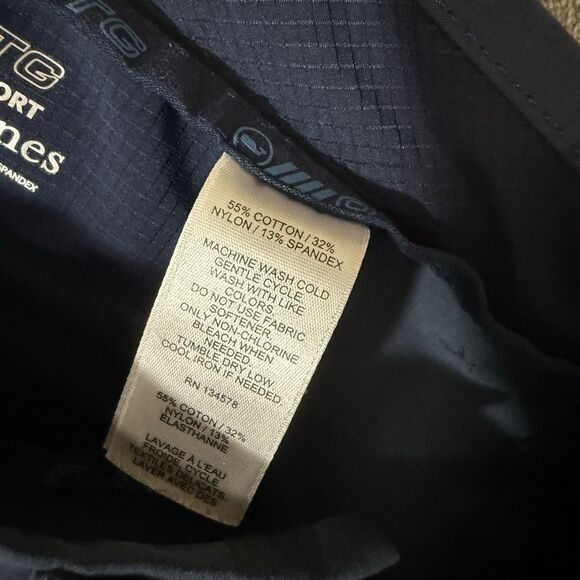 TG
TG
ORT
nes
SPANDEX
55% COTTON / 32%
NYLON / 13% SPANDEX
MACHINE WASH COLD
GENTLE CYCLE
WASH WITH LIKE
COLORS.
DO NOT USE FABRIC
SOFTENER
ONLY NON-CHLORINE
BLEACH WHEN
NEEDED.
TUMBLE DRY LOW.
COOL IRON IF NEEDED.
RN 134578
55% COTON / 32%
NYLON / 13%
ELASTHANNE
LAVAGE À L'EAU
FROIDE, CYCLE
TEXTILES DELICATS
LAVER AVEC DES